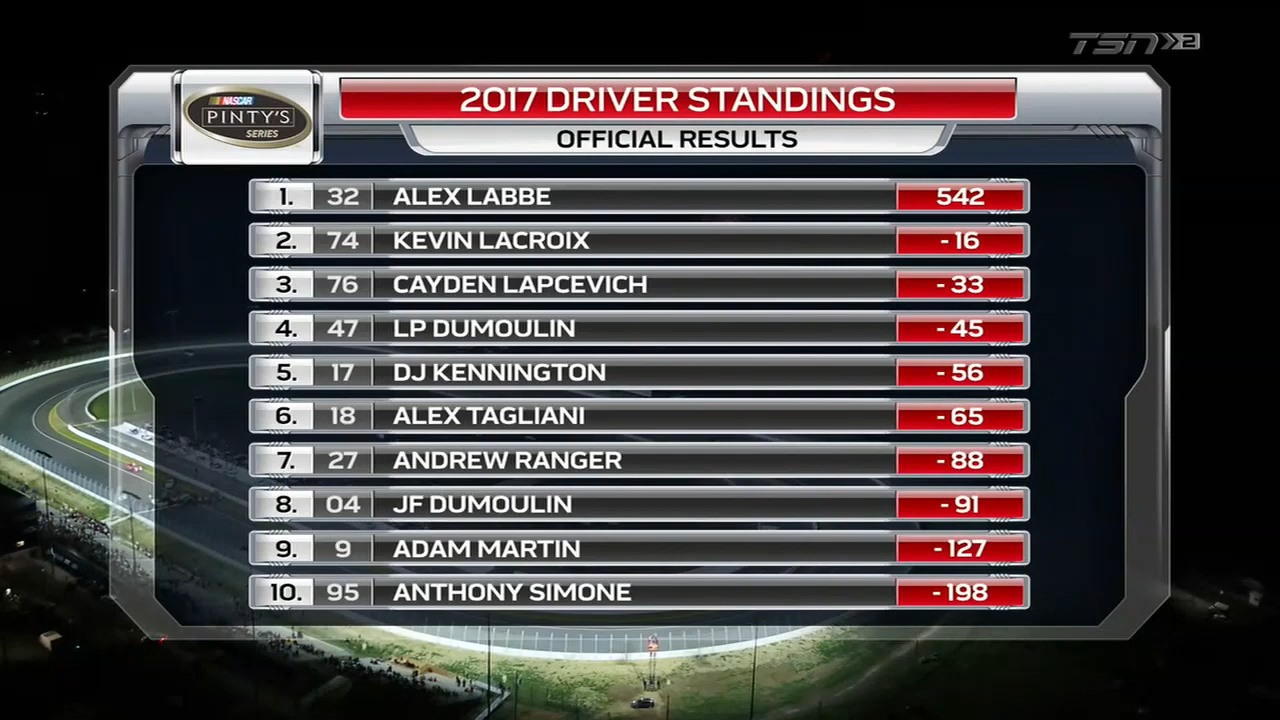 TSN 2
NASCAR
PINTY'S
SERIES
2017 DRIVER STANDINGS
OFFICIAL RESULTS
1. 32 ALEX LABBE 542
2. 74 KEVIN LACROIX - 16
3. 76 CAYDEN LAPCEVICH - 33
4. 47 LP DUMOULIN - 45
5. 17 DJ KENNINGTON - 56
6. 18 ALEX TAGLIANI - 65
7. 27 ANDREW RANGER - 88
8. 04 JF DUMOULIN - 91
9. 9 ADAM MARTIN - 127
10. 95 ANTHONY SIMONE - 198